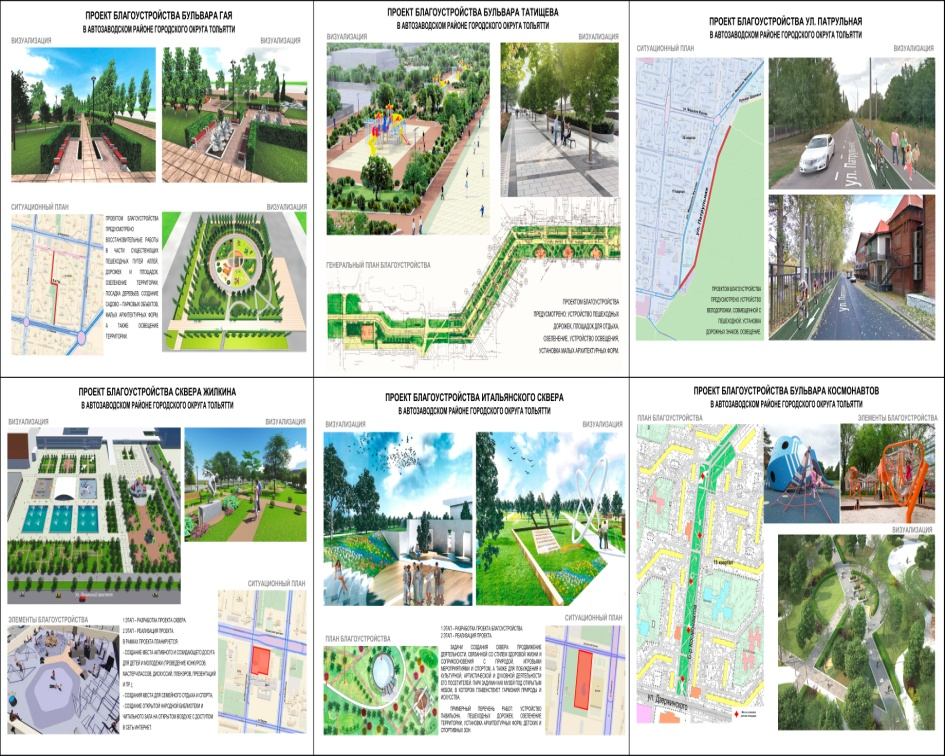 ПРОЕКТ БЛАГОУСТРОЙСТВА БУЛЬВАРА ГАЯ
В АВТОЗАВОДСКОМ РАЙОНЕ ГОРОДСКОГО ОКРУГА ТОЛЬЯТТИ
ВИЗУАЛИЗАЦИЯ
ВИЗУАЛИЗАЦИЯ
СИТУАЦИОННЫЙ ПЛАН
ВИЗУАЛИЗАЦИЯ
ПРОЕКТОМ БЛАГОУСТРОЙСТВА
ПРЕДУСМОТРЕНО
ВОССТАНОВИТЕЛЬНЫЕ РАБОТЫ
В ЧАСТИ СУЩЕСТВУЮЩИХ
ПЕШЕХОДНЫХ ПУТЕЙ АЛЛЕЙ,
ДОРОЖЕК И ПЛОЩАДОК.
ОЗЕЛЕНЕНИЕ ТЕРРИТОРИИ,
ПОСАДКА ДЕРЕВЬЕВ, СОЗДАНИЕ
САДОВО - ПАРКОВЫХ ОБЪЕКТОВ,
МАЛЫХ АРХИТЕКТУРНЫХ ФОРМ,
А ТАКЖЕ ОСВЕЩЕНИЕ
ТЕРРИТОРИИ.
ПРОЕКТ БЛАГОУСТРОЙСТВА БУЛЬВАРА ТАТИЩЕВА
В АВТОЗАВОДСКОМ РАЙОНЕ ГОРОДСКОГО ОКРУГА ТОЛЬЯТТИ
ВИЗУАЛИЗАЦИЯ
ВИЗУАЛИЗАЦИЯ
ГЕНЕРАЛЬНЫЙ ПЛАН БЛАГОУСТРОЙСТВА
ПРОЕКТОМ БЛАГОУСТРОЙСТВА
ПРЕДУСМОТРЕНО: УСТРОЙСТВО ПЕШЕХОДНЫХ
ДОРОЖЕК, ПЛОЩАДОК ДЛЯ ОТДЫХА,
ОЗЕЛЕНЕНИЕ, УСТРОЙСТВО ОСВЕЩЕНИЯ,
УСТАНОВКА МАЛЫХ АРХИТЕКТУРНЫХ ФОРМ.
ПРОЕКТ БЛАГОУСТРОЙСТВА УЛ. ПАТРУЛЬНАЯ
В АВТОЗАВОДСКОМ РАЙОНЕ ГОРОДСКОГО ОКРУГА ТОЛЬЯТТИ
СИТУАЦИОННЫЙ ПЛАН
ВИЗУАЛИЗАЦИЯ
ул. Патрульная
ПРОЕКТОМ БЛАГОУСТРОЙСТВА
ПРЕДУСМОТРЕНО: УСТРОЙСТВО
ВЕЛОДОРОЖКИ, СОВМЕЩЕННОЙ С
ПЕШЕХОДНОЙ, УСТАНОВКА
ДОРОЖНЫХ ЗНАКОВ, ОСВЕЩЕНИЕ.
ПРОЕКТ БЛАГОУСТРОЙСТВА СКВЕРА ЖИЛКИНА
В АВТОЗАВОДСКОМ РАЙОНЕ ГОРОДСКОГО ОКРУГА ТОЛЬЯТТИ
ВИЗУАЛИЗАЦИЯ
ВИЗУАЛИЗАЦИЯ
СИТУАЦИОННЫЙ ПЛАН
ЭЛЕМЕНТЫ БЛАГОУСТРОЙСТВА
1 ЭТАП - РАЗРАБОТКА ПРОЕКТА СКВЕРА
2 ЭТАП - РЕАЛИЗАЦИЯ ПРОЕКТА
В РАМКАХ ПРОЕКТА ПЛАНИРУЕТСЯ:
- СОЗДАНИЕ МЕСТА АКТИВНОГО И СОЗИДАЮЩЕГО ДОСУГА
ДЛЯ ДЕТЕЙ И МОЛОДЕЖИ (ПРОВЕДЕНИЕ КОНКУРСОВ,
МАСТЕР-КЛАССОВ, ДИСКУССИЙ, ПЛЕНЭРОВ, ПРЕЗЕНТАЦИЙ
И ПР.);
- СОЗДАНИЯ МЕСТА ДЛЯ СЕМЕЙНОГО ОТДЫХА И СПОРТА;
- СОЗДАНИЕ ОТКРЫТОЙ НАРОДНОЙ БИБЛИОТЕКИ И
ЧИТАЛЬНОГО ЗАЛА НА ОТКРЫТОМ ВОЗДУХЕ С ДОСТУПОМ
В СЕТЬ ИНТЕРНЕТ.
ПРОЕКТ БЛАГОУСТРОЙСТВА ИТАЛЬЯНСКОГО СКВЕРА
В АВТОЗАВОДСКОМ РАЙОНЕ ГОРОДСКОГО ОКРУГА ТОЛЬЯТТИ
ВИЗУАЛИЗАЦИЯ
ВИЗУАЛИЗАЦИЯ
СИТУАЦИОННЫЙ ПЛАН
ПЛАН БЛАГОУСТРОЙСТВА
1 ЭТАП - РАЗРАБОТКА ПРОЕКТА БЛАГОУСТРОЙСТВА.
2 ЭТАП - РЕАЛИЗАЦИЯ ПРОЕКТА.
ЗАДАЧИ СОЗДАНИЯ СКВЕРА: ПРОДВИЖЕНИЕ
ДЕЯТЕЛЬНОСТИ, СВЯЗАННОЙ СО СТИЛЕМ ЗДОРОВОЙ ЖИЗНИ И
СОПРИКОСНОВЕНИЯ С ПРИРОДОЙ, ИГРОВЫМИ
МЕРОПРИЯТИЯМИ И СПОРТОМ, А ТАКЖЕ ДЛЯ ПОБУЖДЕНИЯ К
КУЛЬТУРНОЙ, АРТИСТИЧЕСКОЙ И ДУХОВНОЙ ДЕЯТЕЛЬНОСТИ
ЕГО ПОСЕТИТЕЛЕЙ. ПАРК ЗАДУМАН КАК МУЗЕЙ ПОД ОТКРЫТЫМ
НЕБОМ, В КОТОРОМ ГЛАВЕНСТВУЕТ ГАРМОНИЯ ПРИРОДЫ И
ИСКУССТВА.
ПРИМЕРНЫЙ ПЕРЕЧЕНЬ РАБОТ: УСТРОЙСТВО
ПАВИЛЬОНА, ПЕШЕХОДНЫХ ДОРОЖЕК, ОЗЕЛЕНЕНИЕ
ТЕРРИТОРИИ, УСТАНОВКА АРХИТЕКТУРНЫХ ФОРМ, ДЕТСКИХ И
СПОРТИВНЫХ ЗОН.
ПРОЕКТ БЛАГОУСТРОЙСТВА БУЛЬВАРА КОСМОНАВТОВ
В АВТОЗАВОДСКОМ РАЙОНЕ ГОРОДСКОГО ОКРУГА ТОЛЬЯТТИ
ПЛАН БЛАГОУСТРОЙСТВА
ЭЛЕМЕНТЫ БЛАГОУСТРОЙСТВА
ВИЗУАЛИЗАЦИЯ
ул. Дзержинского